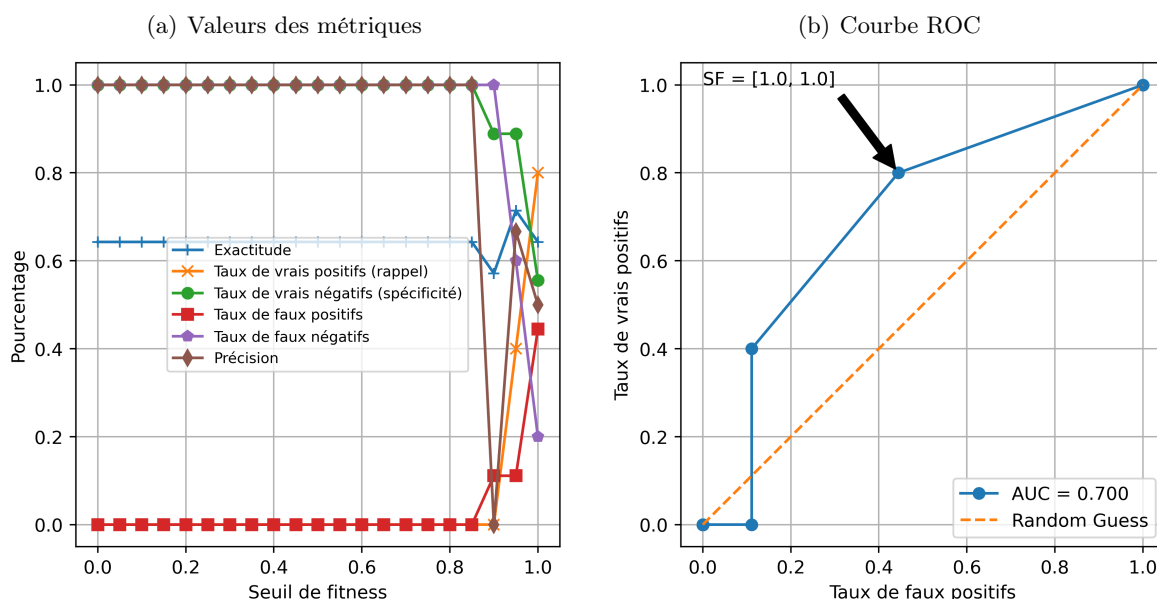 (a) Valeurs des métriques
1.0
0.8
0.6
0.4
0.2
0.0
Pourcentage
Exactitude
Taux de vrais positifs (rappel)
Taux de vrais négatifs (spécificité)
Taux de faux positifs
Taux de faux négatifs
Précision
0.0 0.2 0.4 0.6 0.8 1.0
Seuil de fitness
(b) Courbe ROC
SF = [1.0, 1.0]
1.0
0.8
0.6
0.4
0.2
0.0
Taux de vrais positifs
AUC = 0.700
Random Guess
0.0 0.2 0.4 0.6 0.8 1.0
Taux de faux positifs